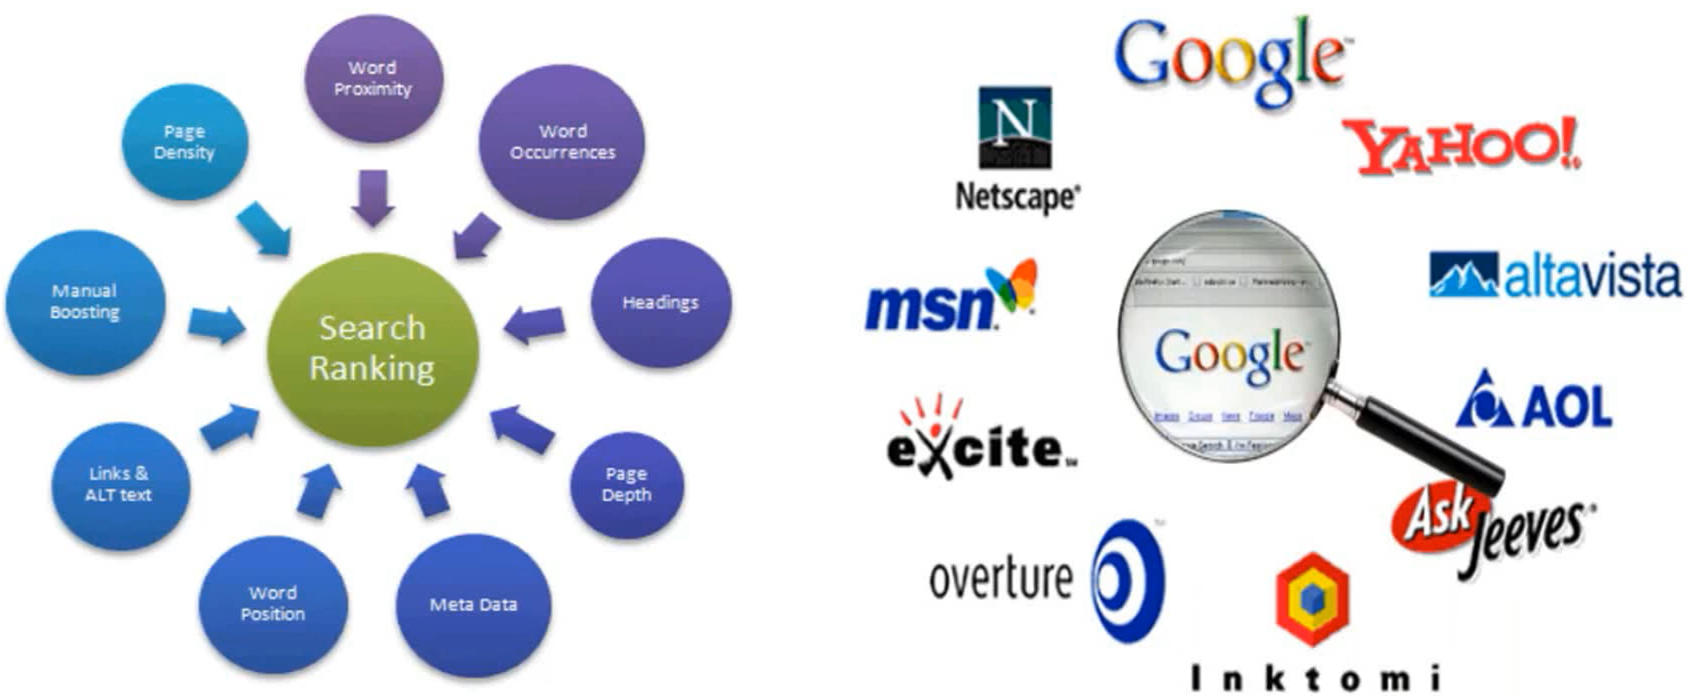 Word
Proximity
Word
Occurrences
Headings
Page
Depth
Meta Data
Word
Position
Links &
ALT text
Manual
Boosting
Page
Density
Search
Ranking
Google™
YAHOO!
altavista
AOL
Ask
Jeeves
Inktomi
overture
excite
msn
N
Netscape®
Google